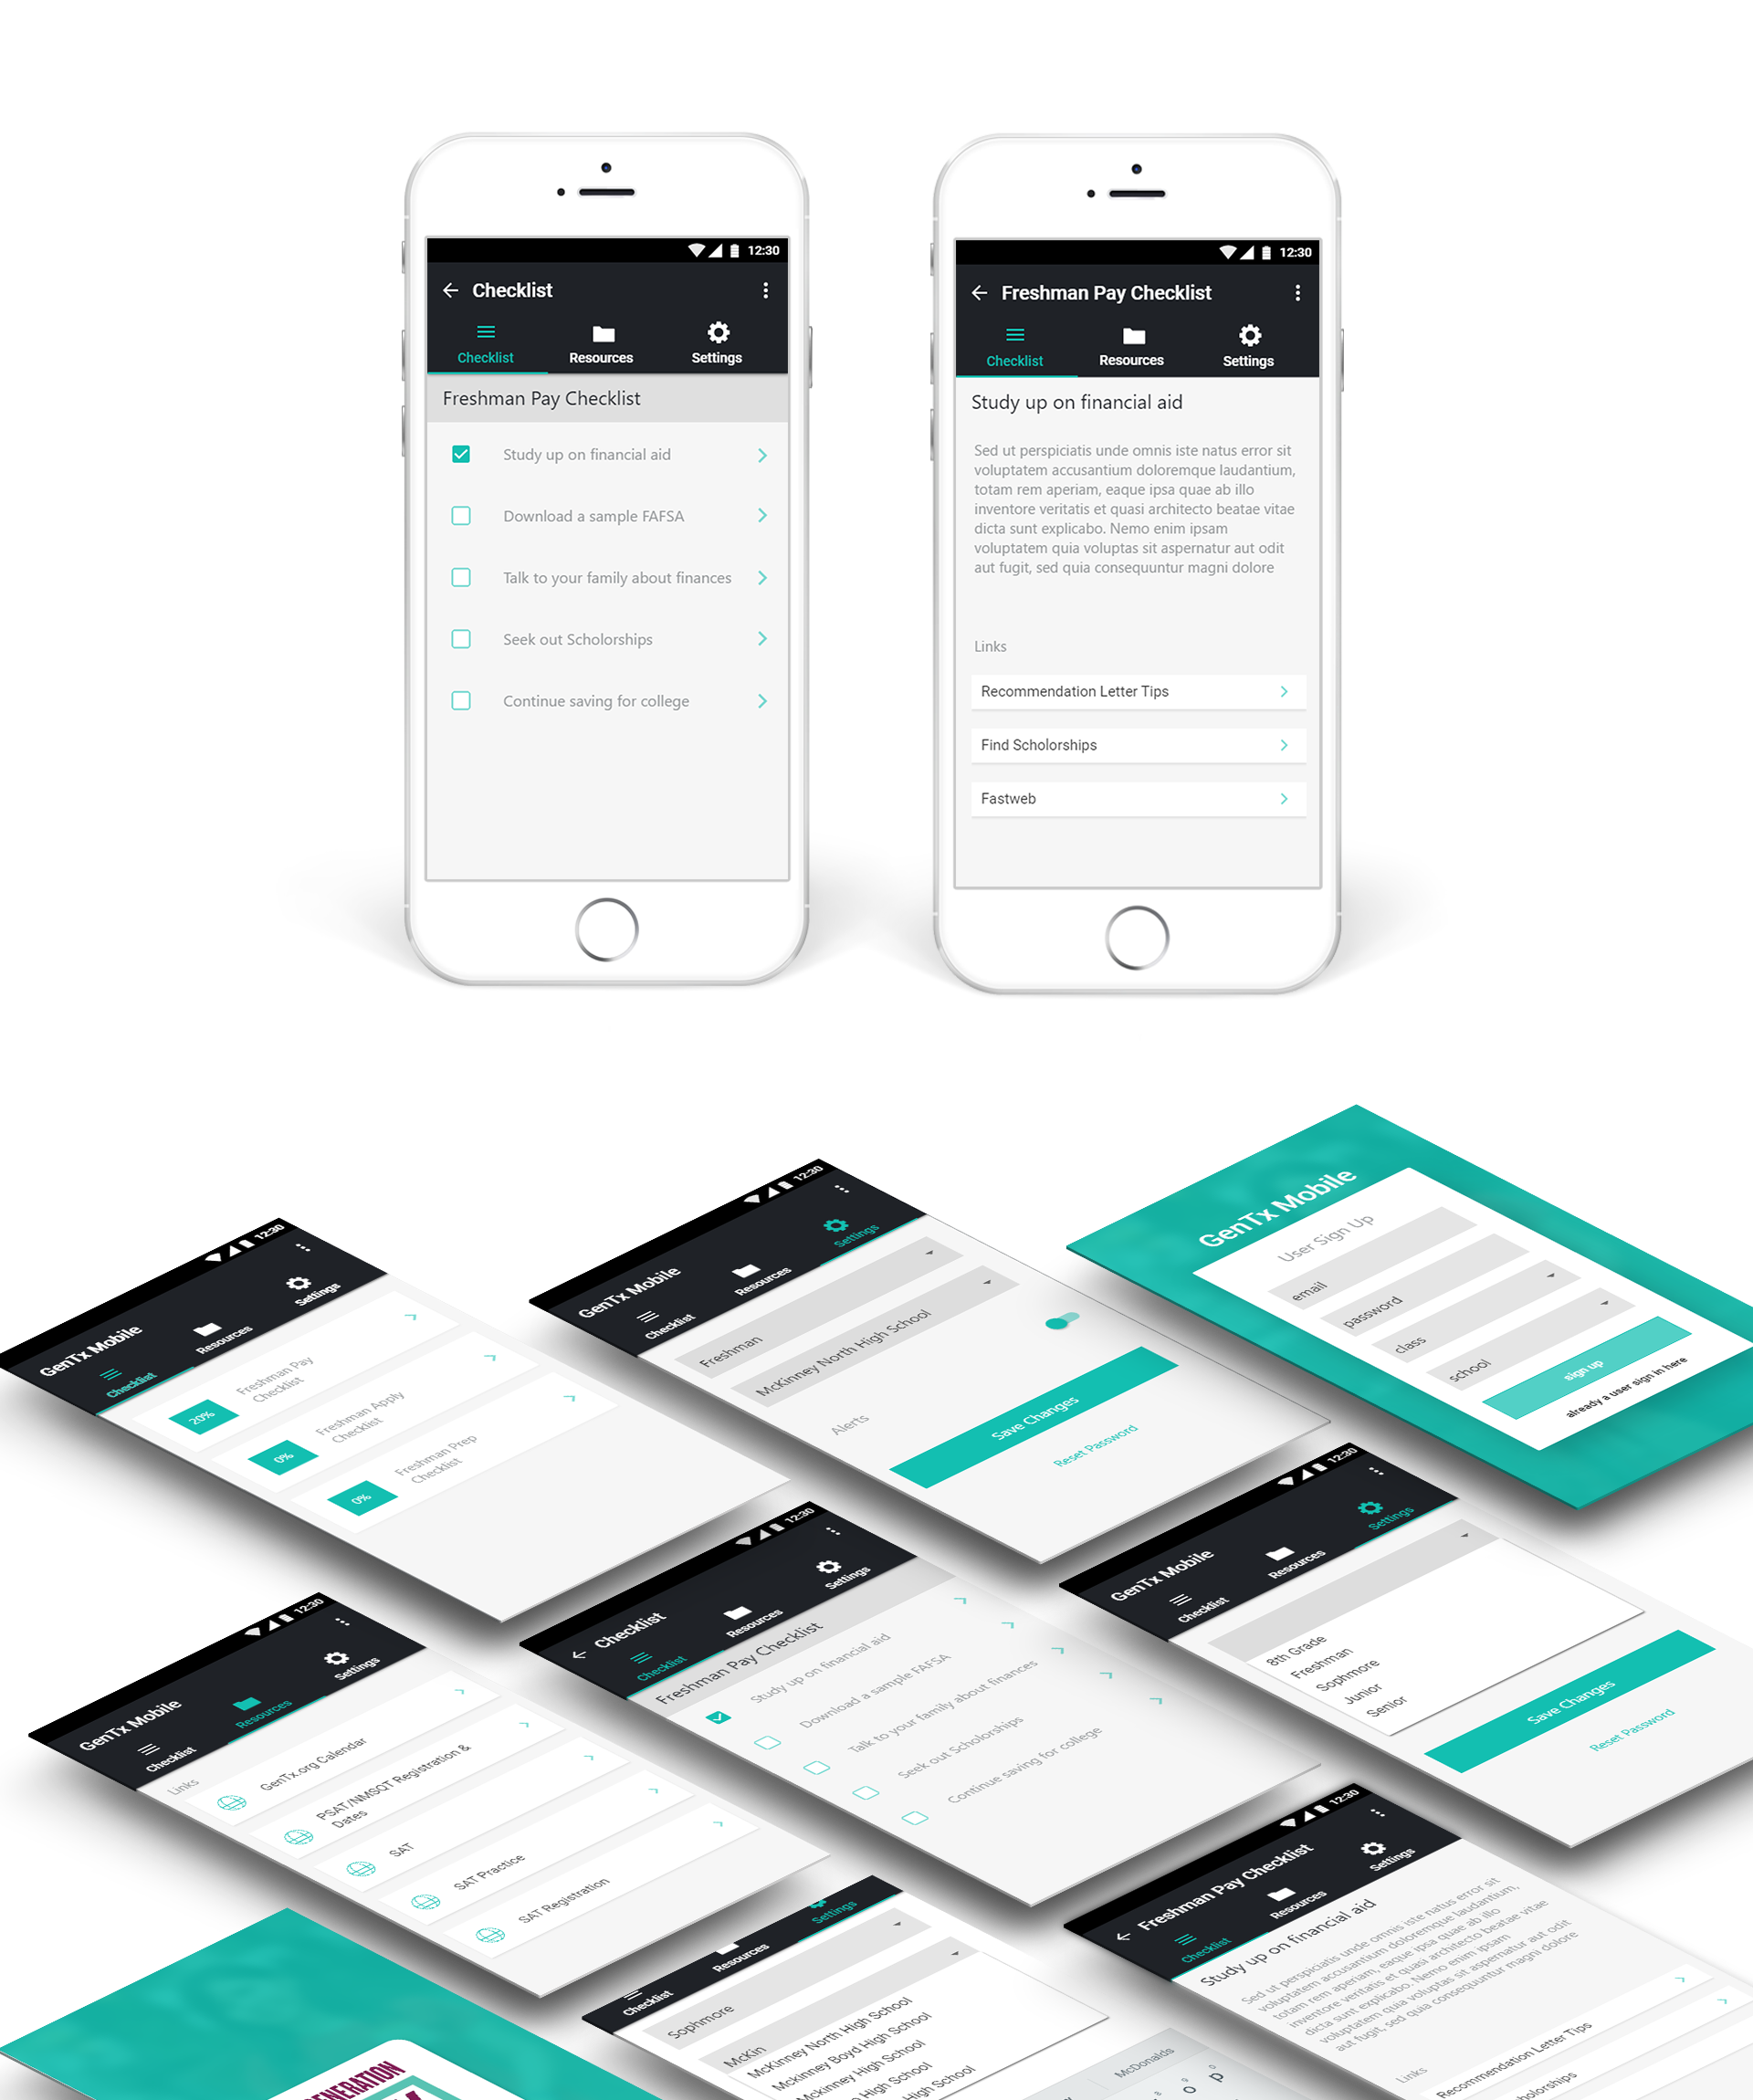 12:30
Checklist
Checklist
Resources
Settings
Freshman Pay Checklist
Study up on financial aid
Download a sample FAFSA
Talk to your family about finances
Seek out Scholorships
Continue saving for college
12:30
Freshman Pay Checklist
Checklist
Resources
Settings
Study up on financial aid
Sed ut perspiciatis unde omnis iste natus error sit
voluptatem accusantium doloremque laudantium,
totam rem aperiam, eaque ipsa quae ab illo
inventore veritatis et quasi architecto beatae vitae
dicta sunt explicabo. Nemo enim ipsam
voluptatem quia voluptas sit aspernatur aut odit
aut fugit, sed quia consequuntur magni dolore
Links
Recommendation Letter Tips
Find Scholorships
Fastweb
12:30
GenTx Mobile
Checklist
Resources
Settings
20%
Freshman Pay
Checklist
0%
Freshman Apply
Checklist
0%
Freshman Prep
Checklist
12:30
GenTx Mobile
Checklist
Resources
Settings
Freshman
McKinney North High School
Alerts
Save Changes
Reset Password
GenTx Mobile
User Sign Up
email
password
class
school
sign up
already a user sign in here
12:30
GenTx Mobile
Checklist
Resources
Settings
Links
GenTx.org Calendar
PSAT/NMSQT Registration &
Dates
SAT
SAT Practice
SAT Registration
12:30
Checklist
Checklist
Resources
Settings
Freshman Pay Checklist
Study up on financial aid
Download a sample FAFSA
Talk to your family about finances
Seek out Scholorships
Continue saving for college
12:30
GenTx Mobile
Checklist
Resources
Settings
8th Grade
Freshman
Sophmore
Junior
Senior
Save Changes
Reset Password
ENERATION
Checklist
Resources
Settings
Sophmore
McKin
McKinney North High School
Mckinney Boyd High School
McKinney High School
High School
High School
McDonalds
o
p
12:30
Freshman Pay Checklist
Checklist
Resources
Settings
Study up on financial aid
Sed ut perspiciatis unde omnis iste natus error sit
voluptatem accusantium doloremque laudantium,
totam rem aperiam, eaque ipsa quae ab illo
inventore veritatis et quasi architecto beatae vitae
dicta sunt explicabo. Nemo enim ipsam
voluptatem quia voluptas sit aspernatur aut odit
aut fugit, sed quia consequuntur magni dolore
Links
Recommendation Letter Tips
holorships